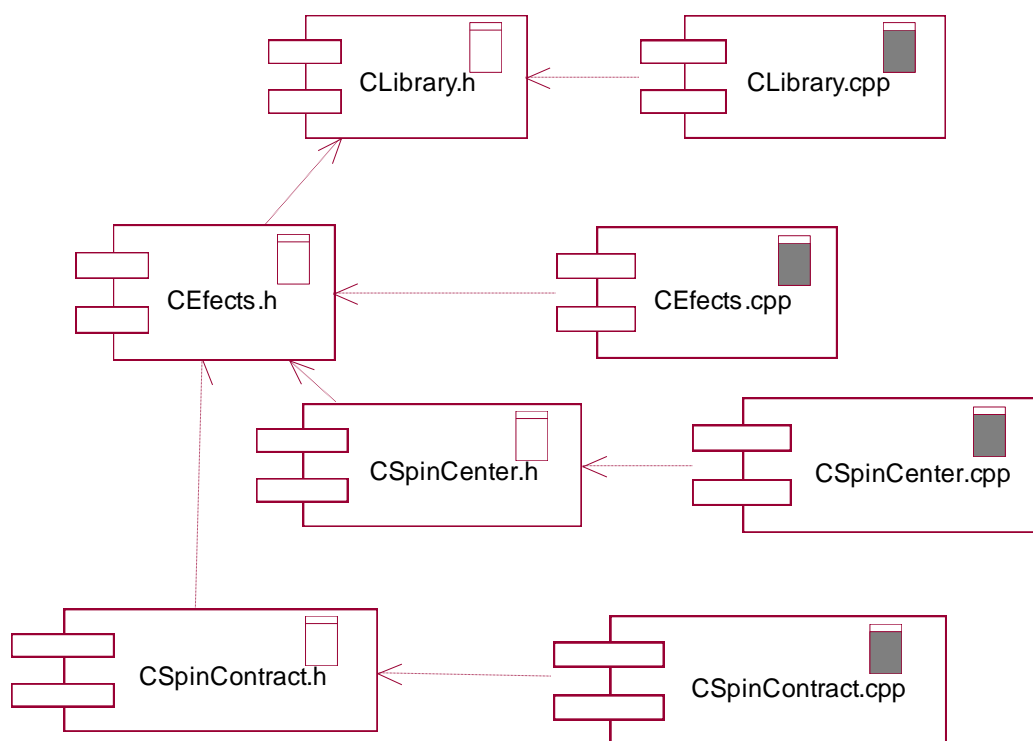 CLibrary.h
CLibrary.cpp
CEfects.h
CEfects.cpp
CSpinCenter.h
CSpinCenter.cpp
CSpinContract.h
CSpinContract.cpp